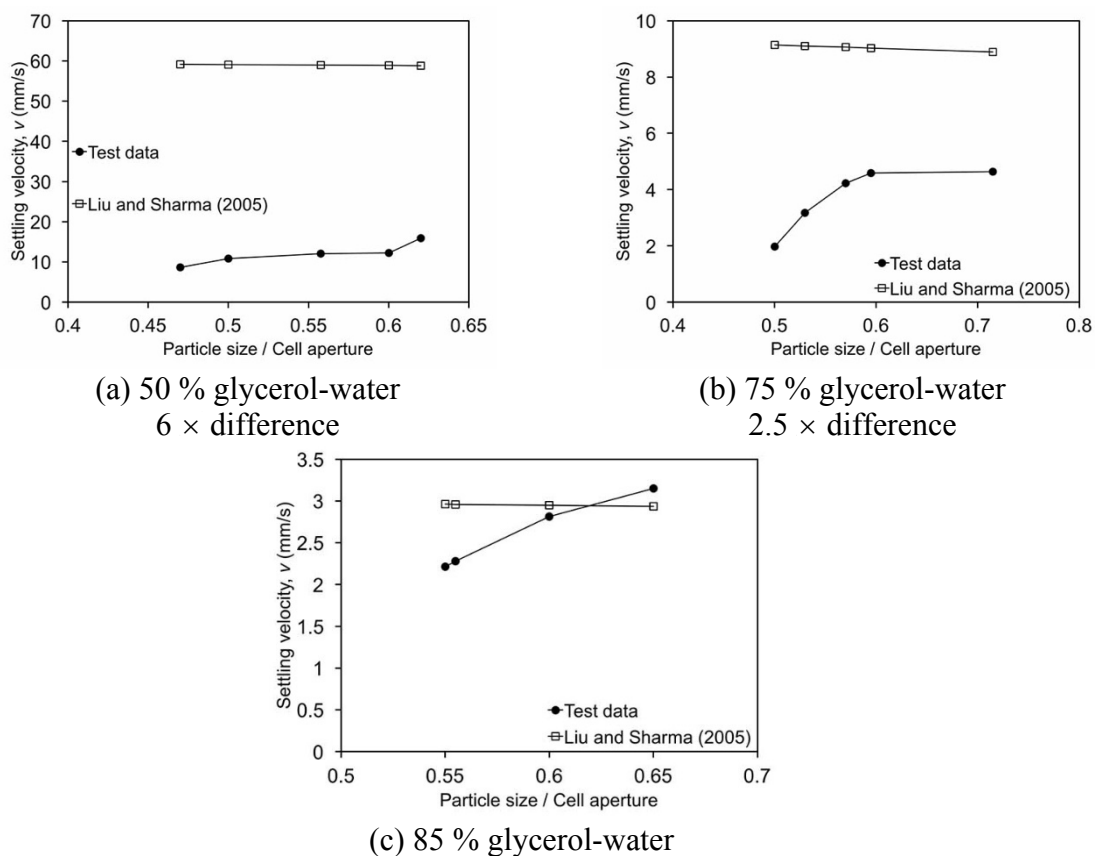 70
60
50
40
30
20
10
0
Settling velocity, v (mm/s)
Test data
Liu and Sharma (2005)
0.4 0.45 0.5 0.55 0.6 0.65
Particle size / Cell aperture
(a) 50 % glycerol-water
6 × difference
10
8
6
4
2
0
Settling velocity, v (mm/s)
Test data
Liu and Sharma (2005)
0.4 0.5 0.6 0.7 0.8
Particle size / Cell aperture
(b) 75 % glycerol-water
2.5 × difference
3.5
3
2.5
2
1.5
1
0.5
0
Settling velocity, v (mm/s)
Test data
Liu and Sharma (2005)
0.5 0.55 0.6 0.65 0.7
Particle size / Cell aperture
(c) 85 % glycerol-water